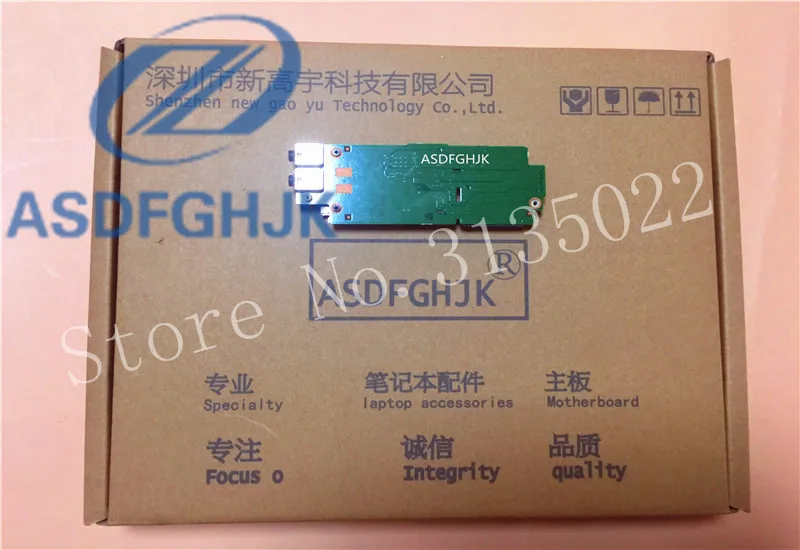 深圳市新高宇科技有限公司
Shenzhen new gao yu Technology Co.,Ltd.
ASDFGHJK
ASDFGHJK
ASDFGHJK®
Store No. 3135022
专业 笔记本配件 主板
Specialty laptop accessories Motherboard
专注 诚信 品质
Focus o Integrity quality